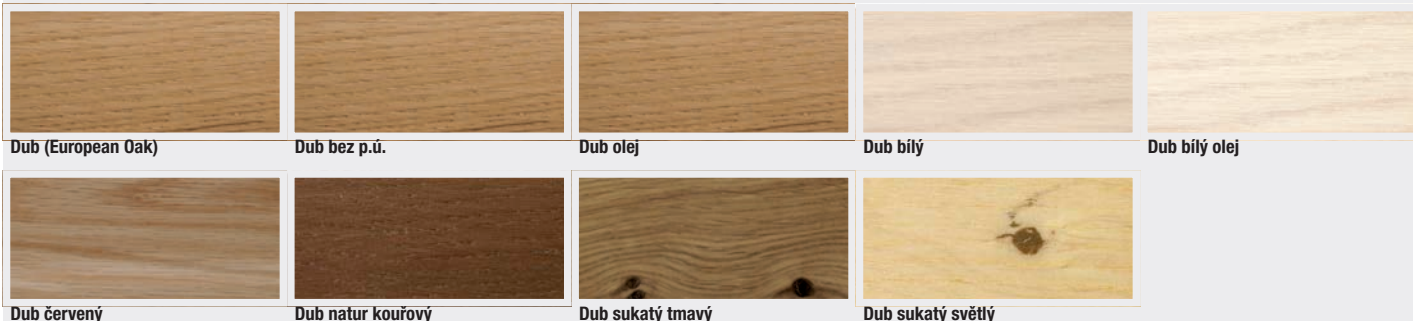 Dub (European Oak)
Dub bez p.ú.
Dub olej
Dub bílý
Dub bílý olej
Dub červený
Dub natur kouřový
Dub sukatý tmavý
Dub sukatý světlý